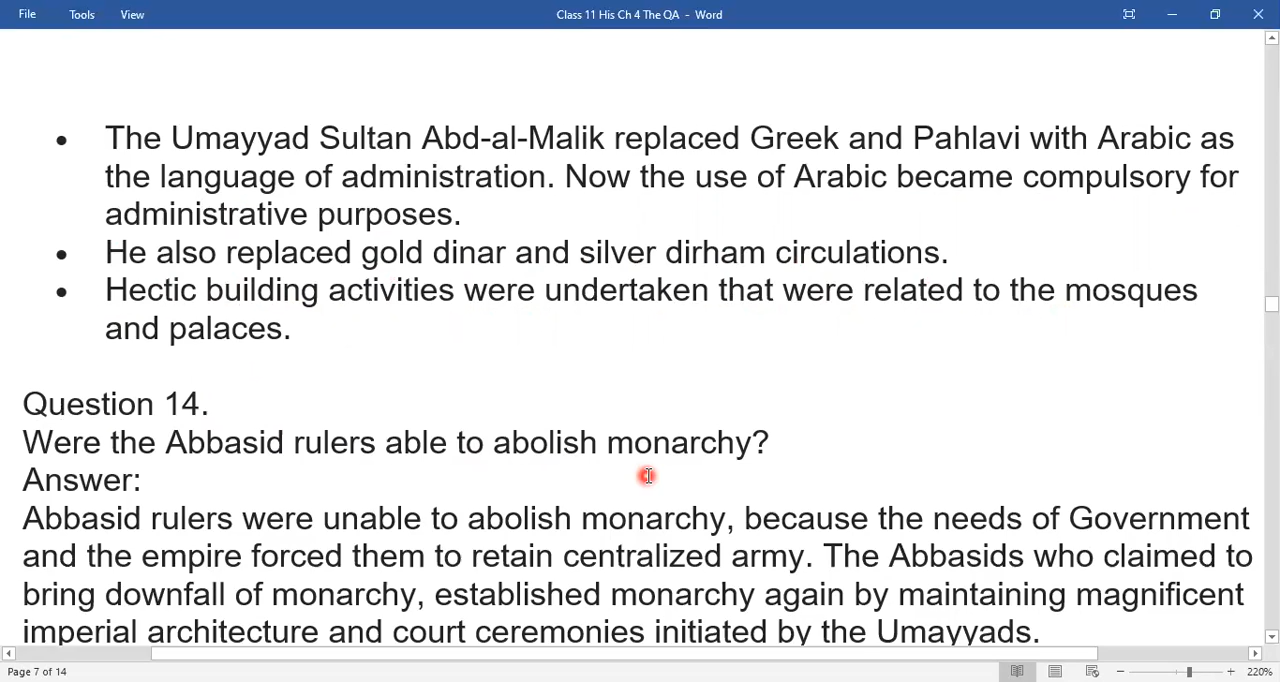 File Tools View Class 11 His Ch 4 The QA - Word
• The Umayyad Sultan Abd-al-Malik replaced Greek and Pahlavi with Arabic as
the language of administration. Now the use of Arabic became compulsory for
administrative purposes.
• He also replaced gold dinar and silver dirham circulations.
• Hectic building activities were undertaken that were related to the mosques
and palaces.
Question 14.
Were the Abbasid rulers able to abolish monarchy?
Answer:
Abbasid rulers were unable to abolish monarchy, because the needs of Government
and the empire forced them to retain centralized army. The Abbasids who claimed to
bring downfall of monarchy, established monarchy again by maintaining magnificent
imperial architecture and court ceremonies initiated by the Umayyads.
Page 7 of 14 220%